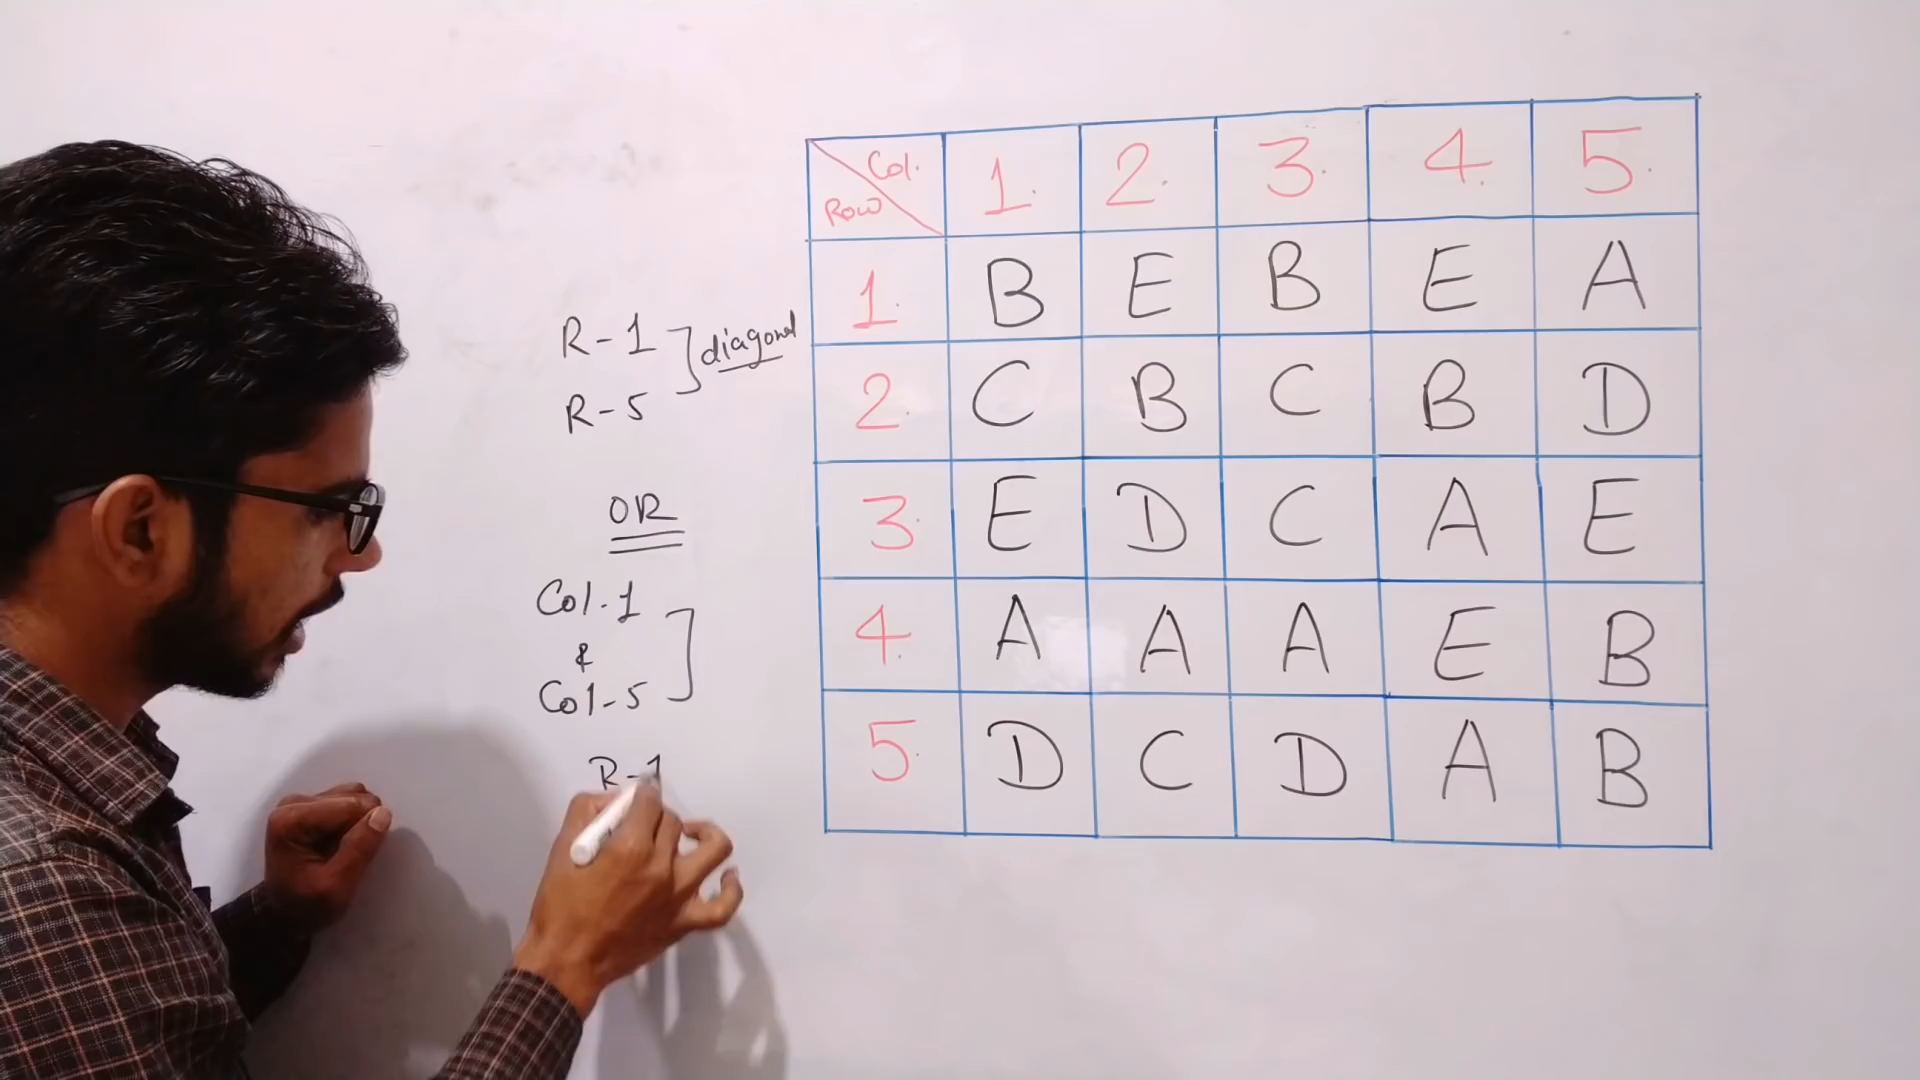 R-1
R-5
diagonal
OR
Col-1
&
Col-5
R-1
Col.
Row
1. 2. 3. 4. 5.
1. B E B E A
2. C B C B D
3. E D C A E
4. A A A E B
5. D C D A B